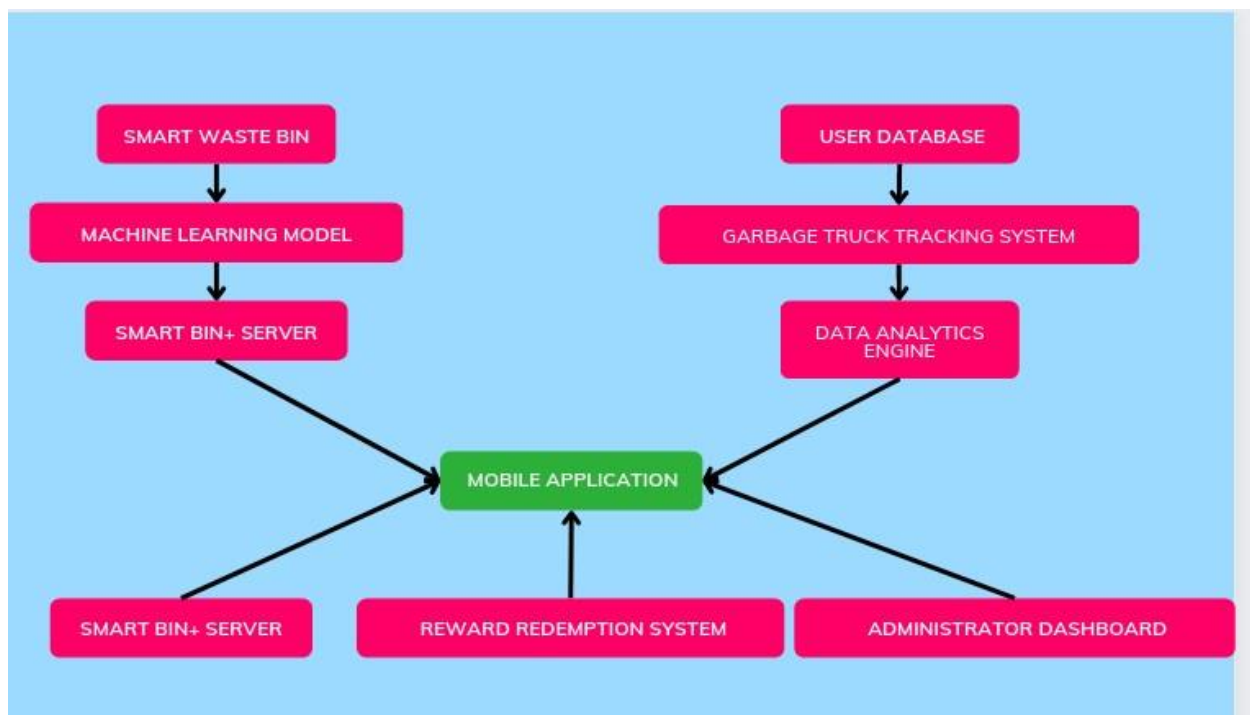 SMART WASTE BIN
USER DATABASE
MACHINE LEARNING MODEL
GARBAGE TRUCK TRACKING SYSTEM
SMART BIN+ SERVER
DATA ANALYTICS
ENGINE
MOBILE APPLICATION
SMART BIN+ SERVER
REWARD REDEMPTION SYSTEM
ADMINISTRATOR DASHBOARD